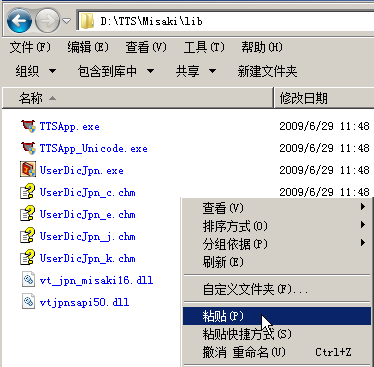 D:\TTS\Misaki\lib
文件(F) 编辑(E) 查看(V) 工具(T) 帮助(H)
组织 包含到库中 共享 新建文件夹
名称 修改日期
TTSApp.exe 2009/6/29 11:48
TTSApp_Unicode.exe 2009/6/29 11:48
UserDicJpn.exe 2009/6/29 11:48
UserDicJpn_c.chm 2009/6/29 11:48
UserDicJpn_e.chm
UserDicJpn_j.chm
UserDicJpn_k.chm
vt_jpn_misaki16.dll
vtjpnsapi50.dll
查看(V)
排序方式(O)
分组依据(P)
刷新(E)
自定义文件夹(F)...
粘贴(P)
粘贴快捷方式(S)
撤消 重命名(U) Ctrl+Z